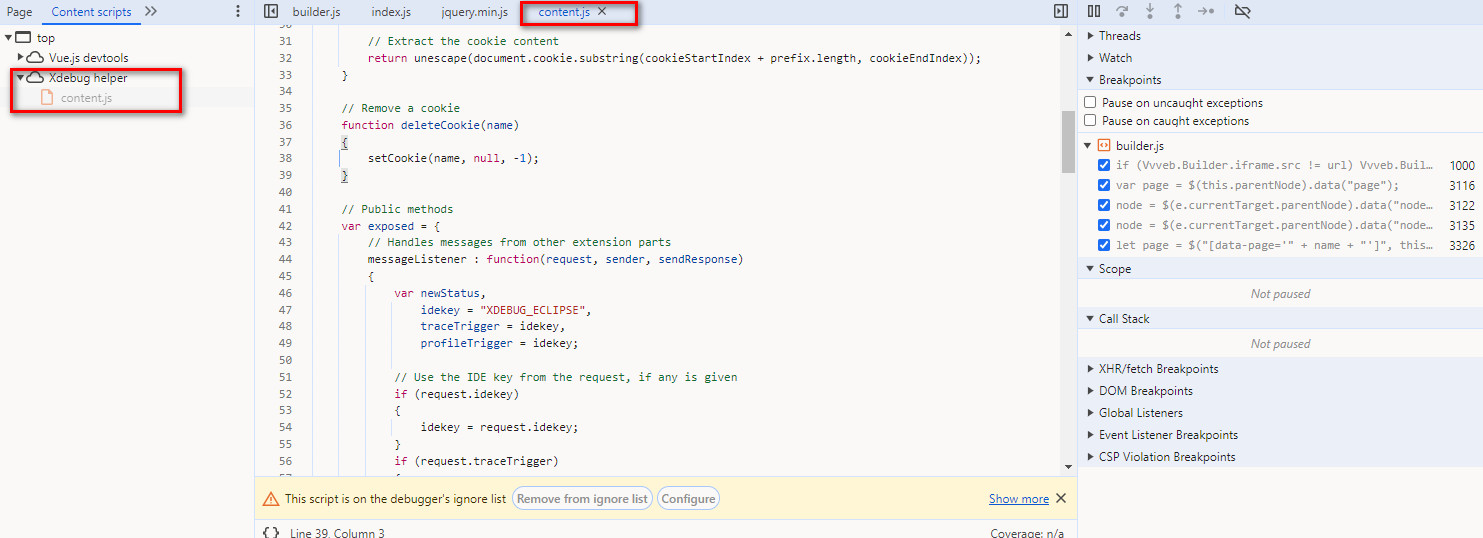 Page Content scripts
top
Vue.js devtools
Xdebug helper
content.js
builder.js index.js jquery.min.js content.js
31 // Extract the cookie content
32 return unescape(document.cookie.substring(cookieStartIndex + prefix.length, cookieEndIndex));
33 }
34
35 // Remove a cookie
36 function deleteCookie(name)
37 {
38 setCookie(name, null, -1);
39 }
40
41 // Public methods
42 var exposed = {
43 // Handles messages from other extension parts
44 messageListener : function(request, sender, sendResponse)
45 {
46 var newStatus,
47 idekey = "XDEBUG_ECLIPSE",
48 traceTrigger = idekey,
49 profileTrigger = idekey;
50
51 // Use the IDE key from the request, if any is given
52 if (request.idekey)
53 {
54 idekey = request.idekey;
55 }
56 if (request.traceTrigger)
This script is on the debugger's ignore list Remove from ignore list Configure Show more
{} Line 39, Column 3 Coverage: n/a
Threads
Watch
Breakpoints
Pause on uncaught exceptions
Pause on caught exceptions
builder.js
if (Vvveb.Builder.iframe.src != url) Vvveb.Buil… 1000
var page = $(this.parentNode).data("page"); 3116
node = $(e.currentTarget.parentNode).data("node… 3122
node = $(e.currentTarget.parentNode).data("node… 3135
let page = $("[data-page='" + name + "']", this… 3326
Scope
Not paused
Call Stack
Not paused
XHR/fetch Breakpoints
DOM Breakpoints
Global Listeners
Event Listener Breakpoints
CSP Violation Breakpoints